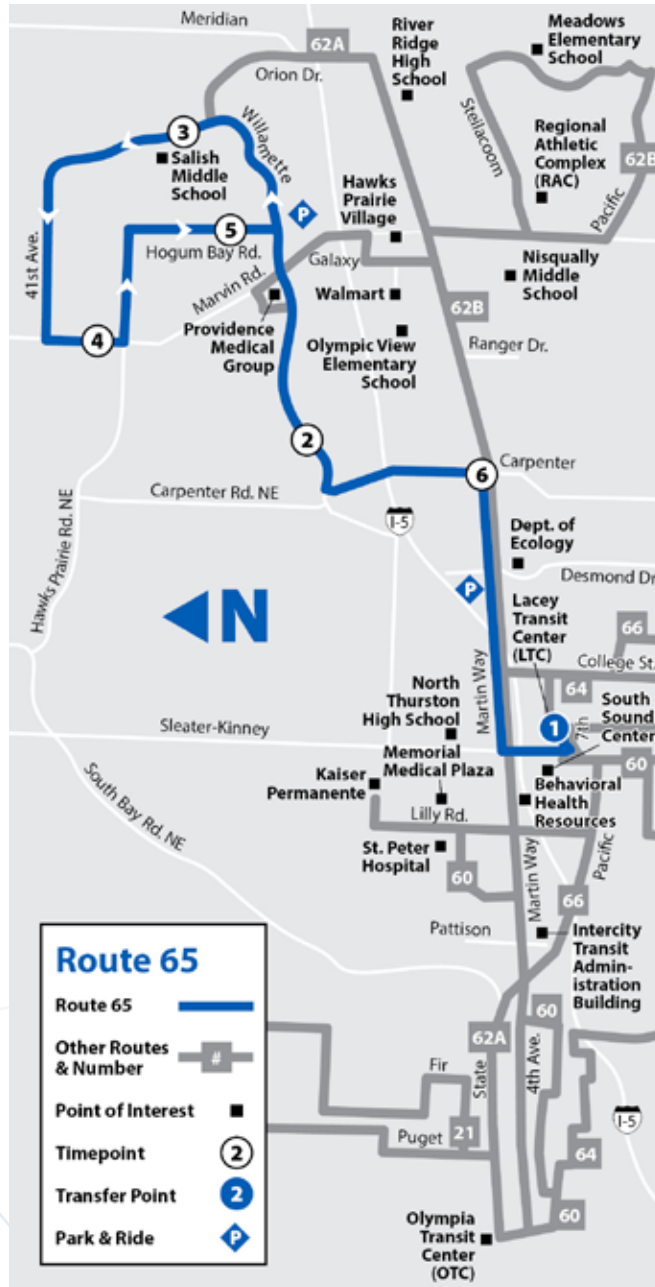 Meridian
62A
Orion Dr.
River
Ridge
High
School
Meadows
Elementary
School
Steilacoom
Regional
Athletic
Complex
(RAC)
62B
Pacific
3
Willamette
Salish
Middle
School
P
Hawks
Prairie
Village
41st Ave.
5
Hogum Bay Rd.
Galaxy
Marvin Rd.
Nisqually
Middle
School
Walmart
62B
4
Providence
Medical
Group
Olympic View
Elementary
School
Ranger Dr.
2
6
Carpenter
Carpenter Rd. NE
I-5
Hawks Prairie Rd. NE
Dept. of
Ecology
P
Desmond Dr
N
Lacey
Transit
Center
(LTC)
66
College St.
64
Martin Way
North
Thurston
High School
1
7th
South
Sound
Center
Sleater-Kinney
60
Memorial
Medical Plaza
Kaiser
Permanente
Behavioral
Health
Resources
South Bay Rd. NE
Lilly Rd.
St. Peter
Hospital
60
Pacific
Martin Way
66
Pattison
Intercity
Transit
Admin-
istration
Building
Route 65
Route 65
Other Routes
& Number
#
Point of Interest
Timepoint
2
Transfer Point
2
Park & Ride
P
62A
State
4th Ave.
60
Fir
21
Puget
I-5
64
60
Olympia
Transit
Center
(OTC)